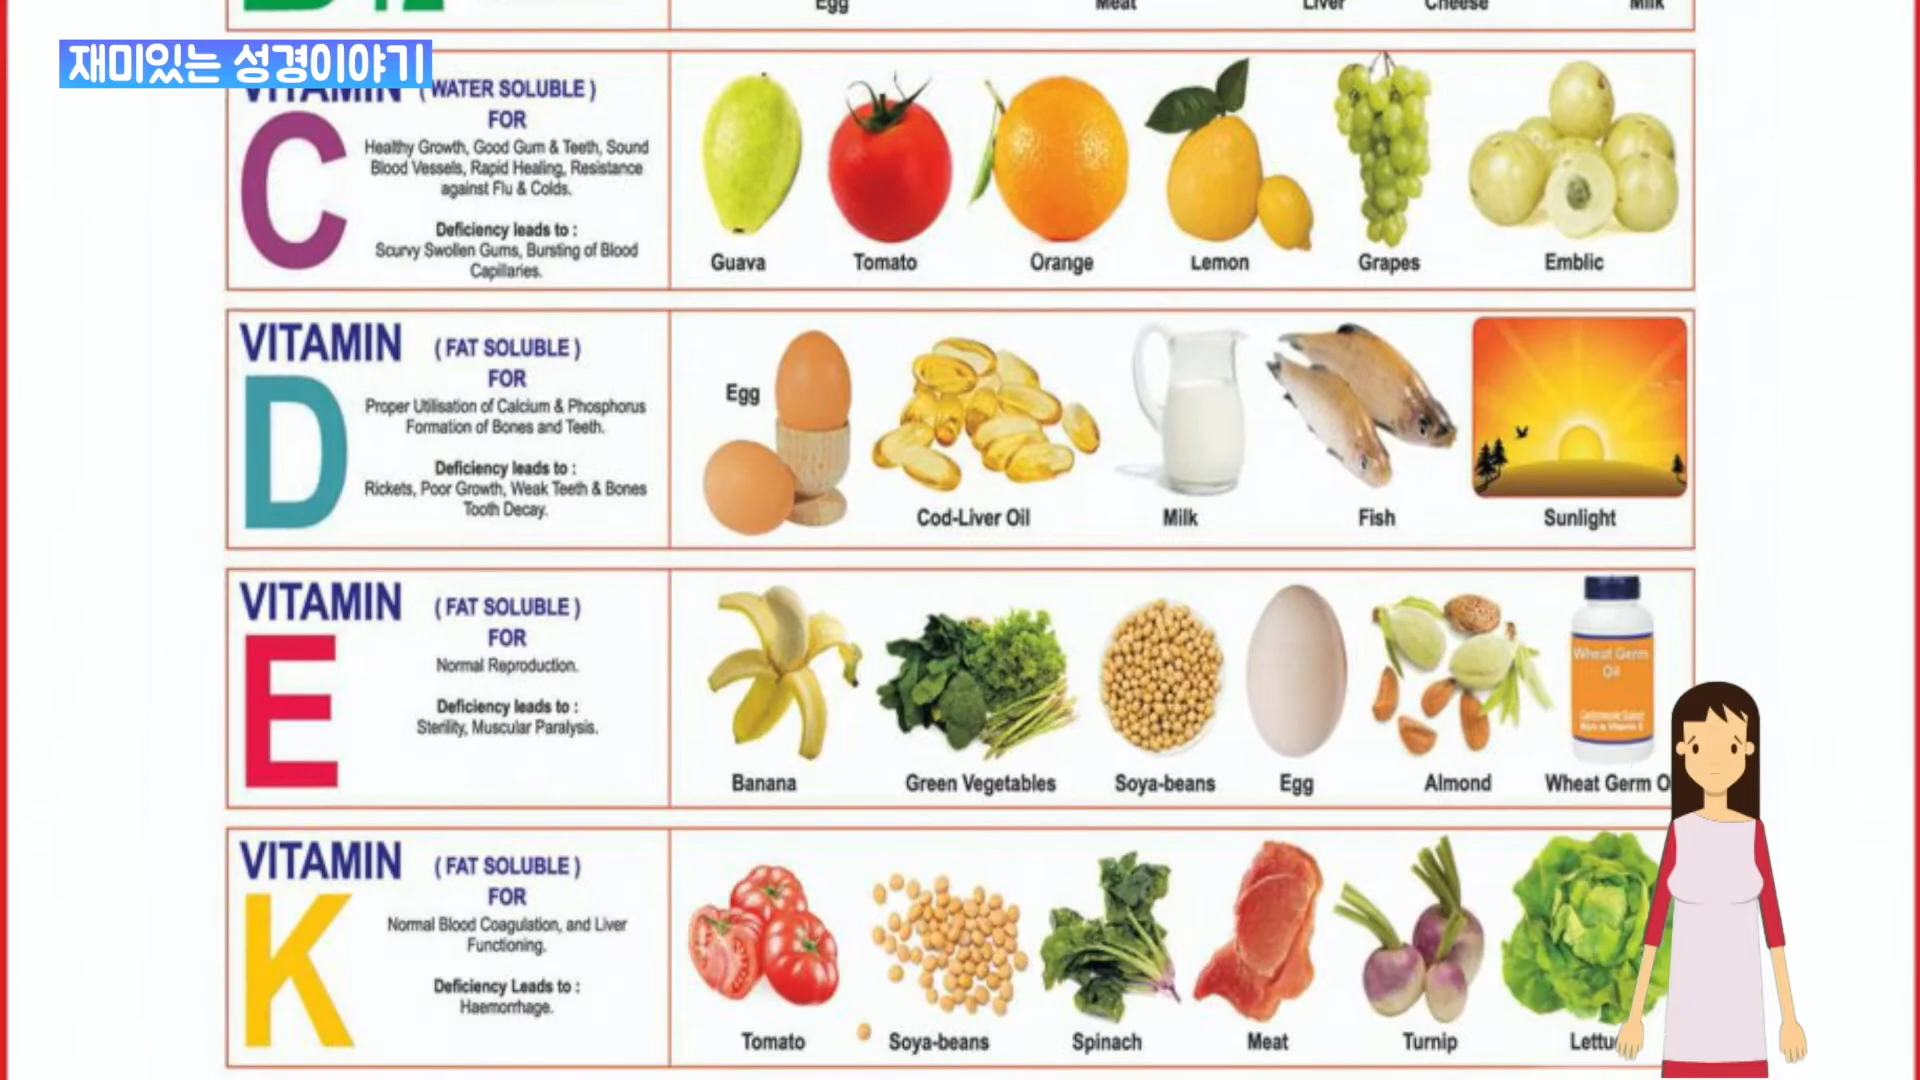 B12
Egg Meat Liver Cheese Milk
재미있는 성경이야기
VITAMIN ( WATER SOLUBLE )
C
FOR
Healthy Growth, Good Gum & Teeth, Sound
Blood Vessels, Rapid Healing, Resistance
against Flu & Colds.
Deficiency leads to :
Scurvy Swollen Gums, Bursting of Blood
Capillaries.
Guava Tomato Orange Lemon Grapes Emblic
VITAMIN ( FAT SOLUBLE )
D
FOR
Proper Utilisation of Calcium & Phosphorus
Formation of Bones and Teeth.
Deficiency leads to :
Rickets, Poor Growth, Weak Teeth & Bones
Tooth Decay.
Egg
Cod-Liver Oil Milk Fish Sunlight
VITAMIN ( FAT SOLUBLE )
E
FOR
Normal Reproduction.
Deficiency leads to :
Sterility, Muscular Paralysis.
Wheat Germ
Oil
Banana Green Vegetables Soya-beans Egg Almond Wheat Germ O
VITAMIN ( FAT SOLUBLE )
K
FOR
Normal Blood Coagulation, and Liver
Functioning.
Deficiency Leads to :
Haemorrhage.
Tomato Soya-beans Spinach Meat Turnip Lettu